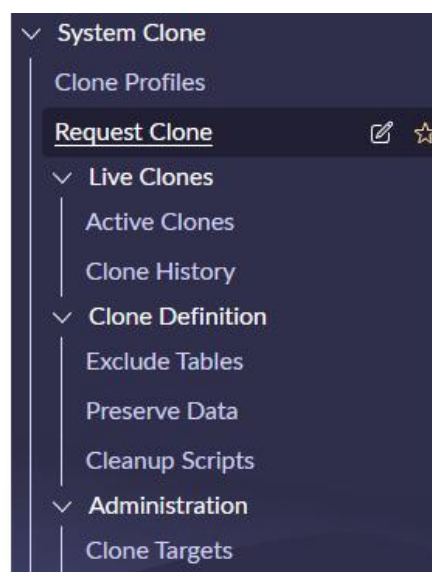 System Clone
Clone Profiles
Request Clone
Live Clones
Active Clones
Clone History
Clone Definition
Exclude Tables
Preserve Data
Cleanup Scripts
Administration
Clone Targets